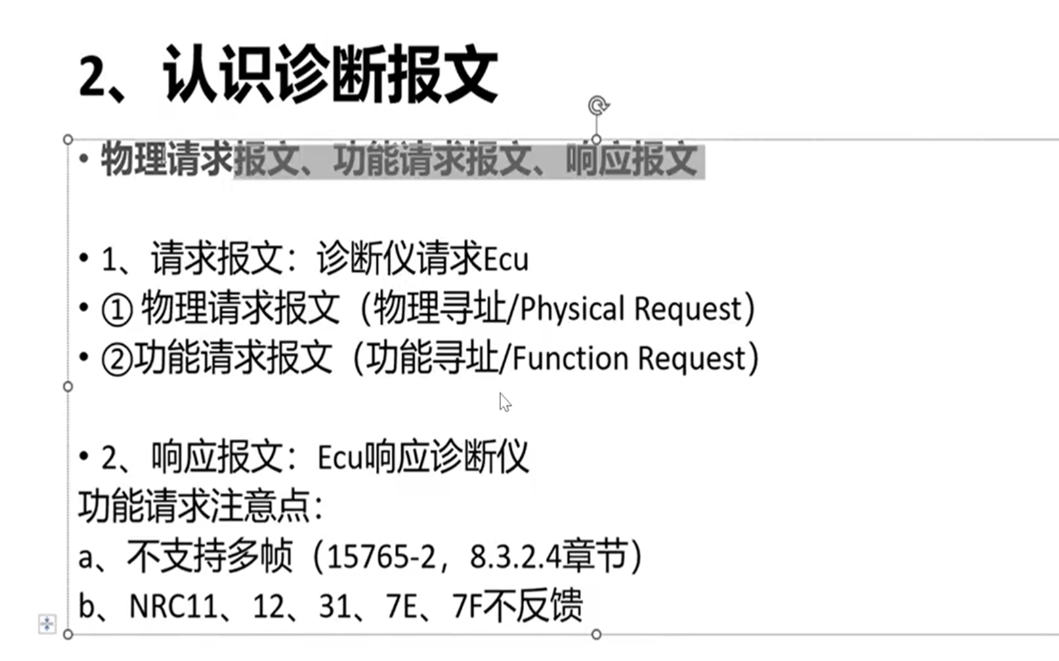 2、认识诊断报文
• 物理请求报文、功能请求报文、响应报文
• 1、请求报文：诊断仪请求Ecu
• ① 物理请求报文（物理寻址/Physical Request）
• ②功能请求报文（功能寻址/Function Request）
• 2、响应报文：Ecu响应诊断仪
功能请求注意点：
a、不支持多帧（15765-2，8.3.2.4章节）
b、NRC11、12、31、7E、7F不反馈